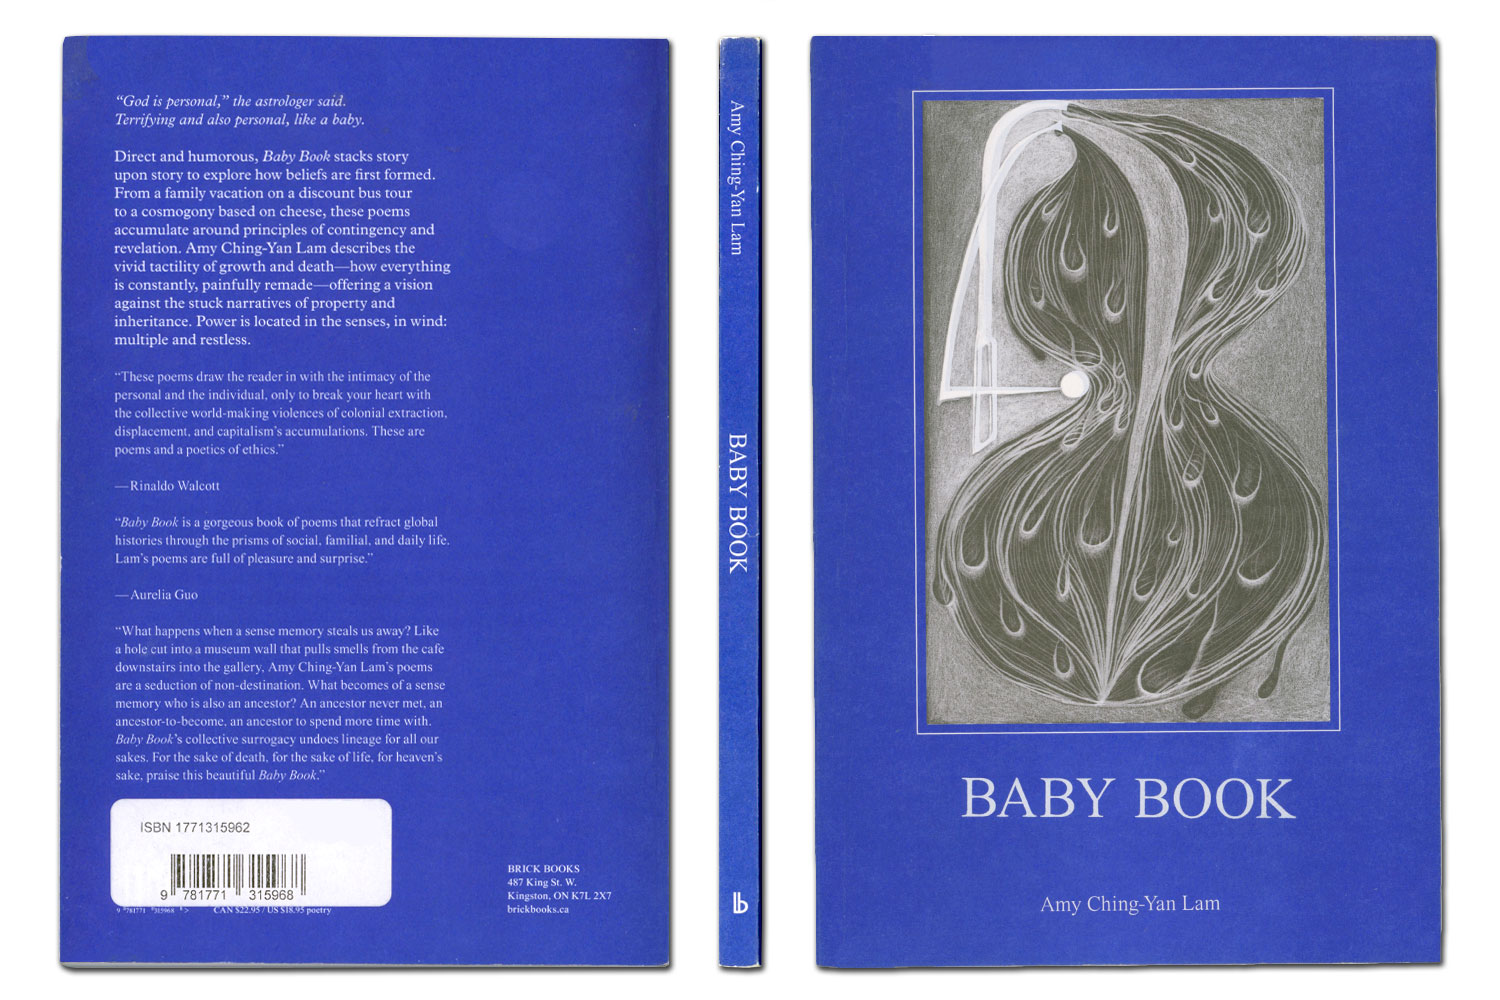 “God is personal,” the astrologer said.
Terrifying and also personal, like a baby.
Direct and humorous, Baby Book stacks story
upon story to explore how beliefs are first formed.
From a family vacation on a discount bus tour
to a cosmogony based on cheese, these poems
accumulate around principles of contingency and
revelation. Amy Ching-Yan Lam describes the
vivid tactility of growth and death—how everything
is constantly, painfully remade—offering a vision
against the stuck narratives of property and
inheritance. Power is located in the senses, in wind:
multiple and restless.
“These poems draw the reader in with the intimacy of the
personal and the individual, only to break your heart with
the collective world-making violences of colonial extraction,
displacement, and capitalism’s accumulations. These are
poems and a poetics of ethics.”
—Rinaldo Walcott
“Baby Book is a gorgeous book of poems that refract global
histories through the prisms of social, familial, and daily life.
Lam’s poems are full of pleasure and surprise.”
—Aurelia Guo
“What happens when a sense memory steals us away? Like
a hole cut into a museum wall that pulls smells from the cafe
downstairs into the gallery, Amy Ching-Yan Lam’s poems
are a seduction of non-destination. What becomes of a sense
memory who is also an ancestor? An ancestor never met, an
ancestor-to-become, an ancestor to spend more time with.
Baby Book’s collective surrogacy undoes lineage for all our
sakes. For the sake of death, for the sake of life, for heaven’s
sake, praise this beautiful Baby Book.”
ISBN 1771315962
9 781771 315968
9 781771 315968 >
CAN $22.95 / US $18.95 poetry
BRICK BOOKS
487 King St. W.
Kingston, ON K7L 2X7
brickbooks.ca
Amy Ching-Yan Lam
BABY BOOK
b
BABY BOOK
Amy Ching-Yan Lam